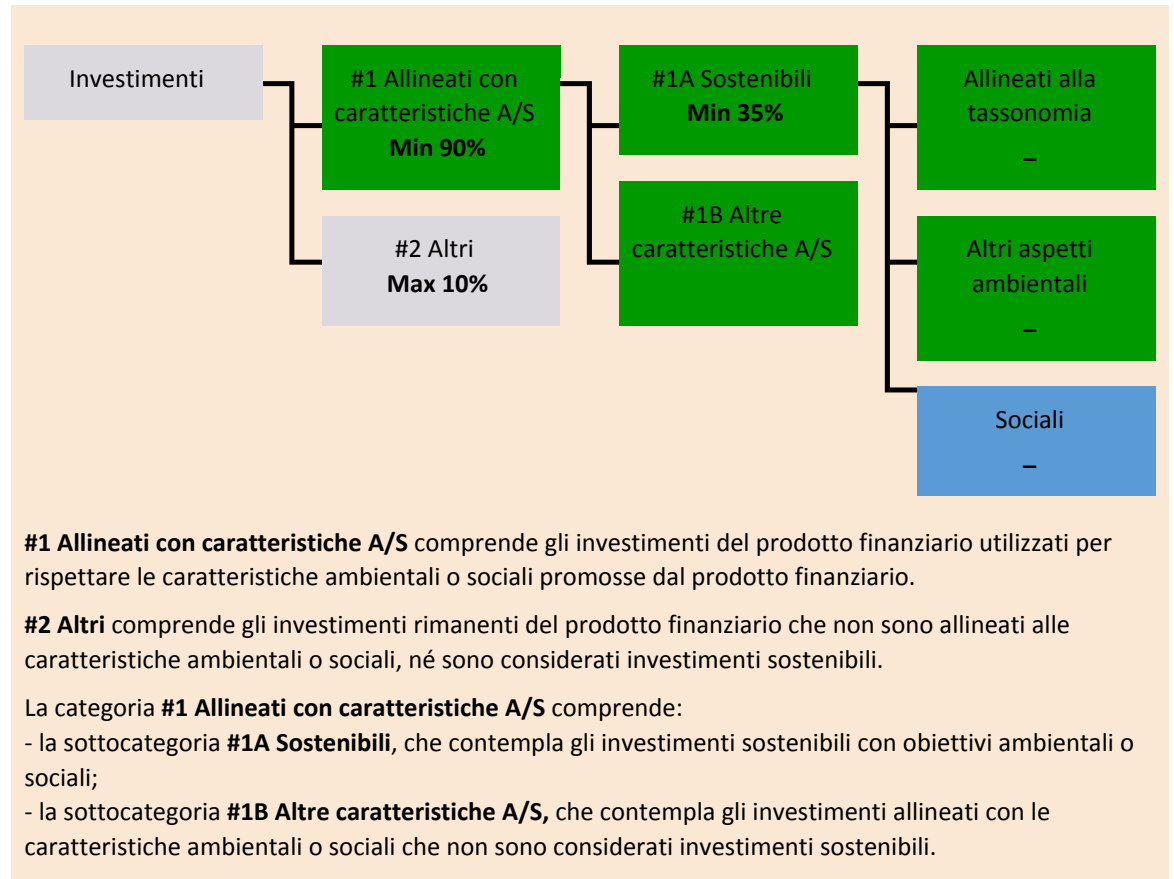 Investimenti
#1 Allineati con
caratteristiche A/S
Min 90%
#2 Altri
Max 10%
#1A Sostenibili
Min 35%
#1B Altre
caratteristiche A/S
Allineati alla
tassonomia
–
Altri aspetti
ambientali
–
Sociali
–
#1 Allineati con caratteristiche A/S comprende gli investimenti del prodotto finanziario utilizzati per
rispettare le caratteristiche ambientali o sociali promosse dal prodotto finanziario.
#2 Altri comprende gli investimenti rimanenti del prodotto finanziario che non sono allineati alle
caratteristiche ambientali o sociali, né sono considerati investimenti sostenibili.
La categoria #1 Allineati con caratteristiche A/S comprende:
- la sottocategoria #1A Sostenibili, che contempla gli investimenti sostenibili con obiettivi ambientali o
sociali;
- la sottocategoria #1B Altre caratteristiche A/S, che contempla gli investimenti allineati con le
caratteristiche ambientali o sociali che non sono considerati investimenti sostenibili.